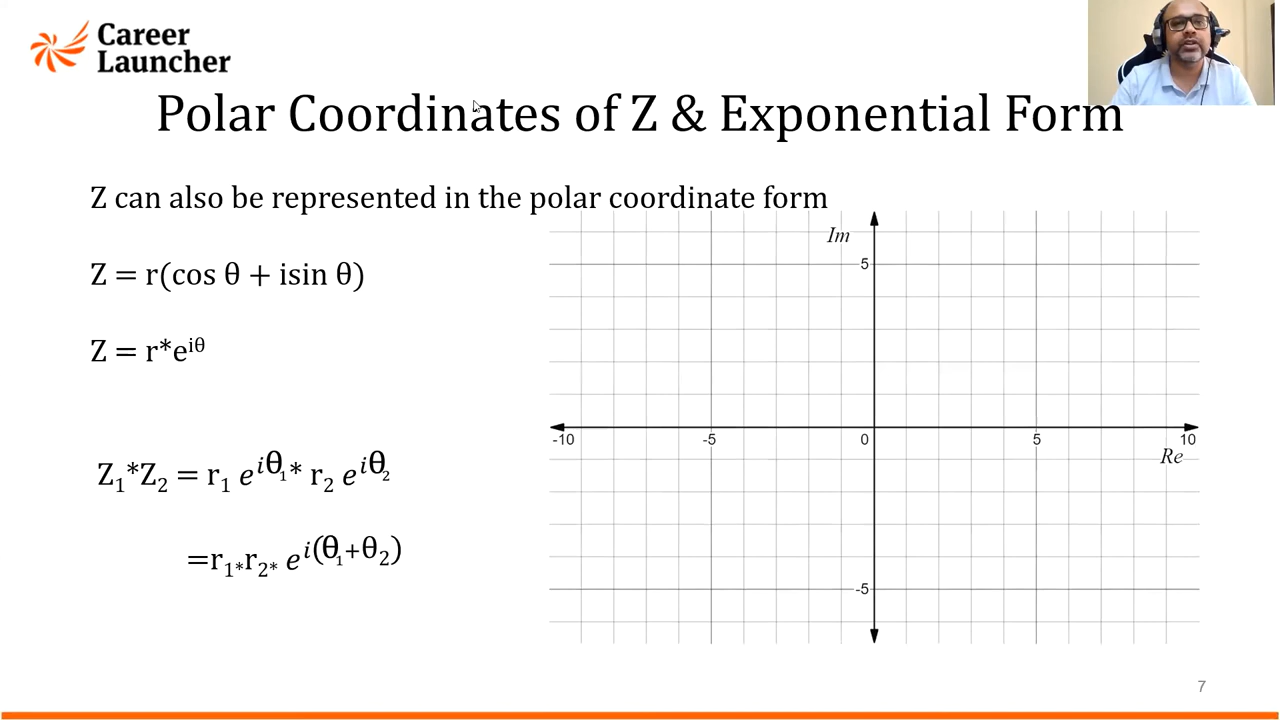 Career
Launcher
Polar Coordinates of Z & Exponential Form
Z can also be represented in the polar coordinate form
Z = r(cos θ + isin θ)
Z = r*e^{iθ}
Z₁*Z₂ = r₁ e^{iθ₁}* r₂ e^{iθ₂}
=r₁*r₂* e^{i(θ₁+θ₂)}
Im
5
-10 -5 0 5 10
Re
-5
7